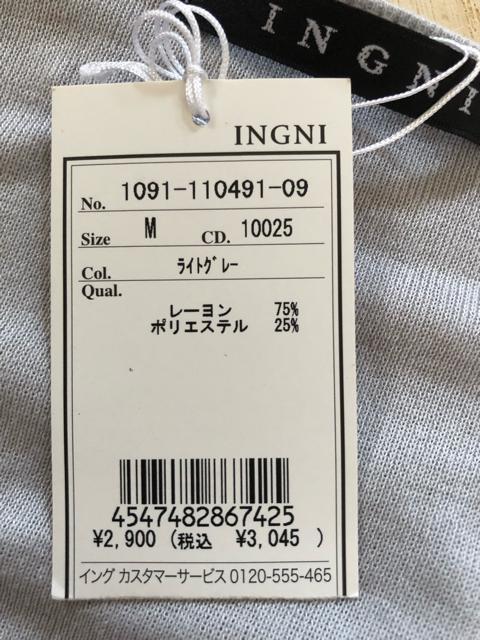 INGNI
INGNI
No. 1091-110491-09
Size M CD. 10025
Col. ﾗｲﾄｸﾞﾚｰ
Qual.
レーヨン 75%
ポリエステル 25%
4547482867425
¥2,900 (税込 ¥3,045 )
イング カスタマーサービス 0120-555-465